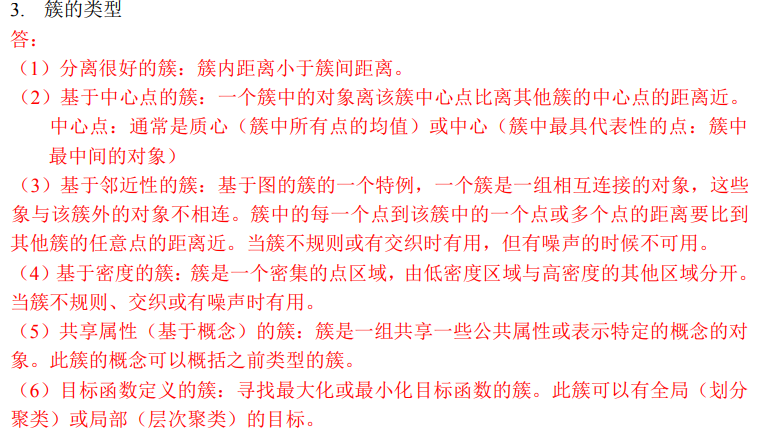 3. 簇的类型
答：
（1）分离很好的簇：簇内距离小于簇间距离。
（2）基于中心点的簇：一个簇中的对象离该簇中心点比离其他簇的中心点的距离近。
中心点：通常是质心（簇中所有点的均值）或中心（簇中最具代表性的点：簇中
最中间的对象）
（3）基于邻近性的簇：基于图的簇的一个特例，一个簇是一组相互连接的对象，这些
象与该簇外的对象不相连。簇中的每一个点到该簇中的一个点或多个点的距离要比到
其他簇的任意点的距离近。当簇不规则或有交织时有用，但有噪声的时候不可用。
（4）基于密度的簇：簇是一个密集的点区域，由低密度区域与高密度的其他区域分开。
当簇不规则、交织或有噪声时有用。
（5）共享属性（基于概念）的簇：簇是一组共享一些公共属性或表示特定的概念的对
象。此簇的概念可以概括之前类型的簇。
（6）目标函数定义的簇：寻找最大化或最小化目标函数的簇。此簇可以有全局（划分
聚类）或局部（层次聚类）的目标。